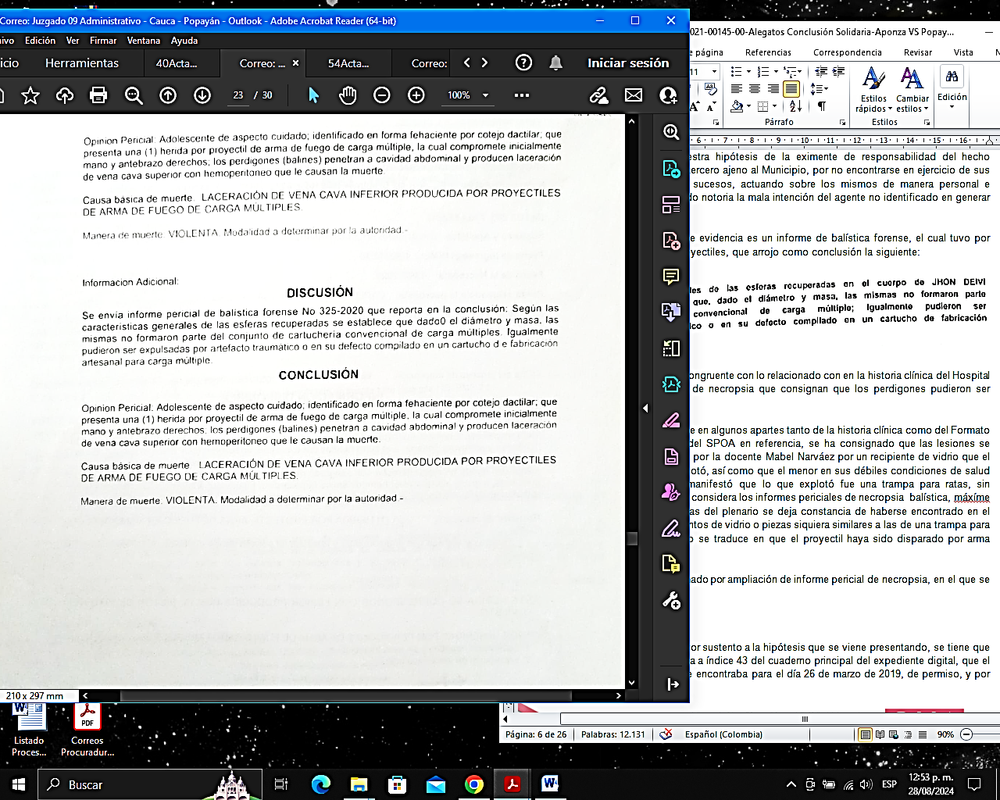 Correo: Juzgado 09 Administrativo - Cauca - Popayán - Outlook - Adobe Acrobat Reader (64-bit)
Edición Ver Firmar Ventana Ayuda
Herramientas 40Acta... Correo: ... × 54Acta... Correo: Iniciar sesión
23 / 30 100%
Opinion Pericial: Adolescente de aspecto cuidado; identificado en forma fehaciente por cotejo dactilar; que
presenta una (1) herida por proyectil de arma de fuego de carga múltiple, la cual compromete inicialmente
mano y antebrazo derechos; los perdigones (balines) penetran a cavidad abdominal y producen laceración
de vena cava superior con hemoperitoneo que le causan la muerte.
Causa básica de muerte. LACERACIÓN DE VENA CAVA INFERIOR PRODUCIDA POR PROYECTILES
DE ARMA DE FUEGO DE CARGA MÚLTIPLES.
Manera de muerte. VIOLENTA. Modalidad a determinar por la autoridad.-
Informacion Adicional:
DISCUSIÓN
Se envia informe pericial de balística forense No 325-2020 que reporta en la conclusión: Según las
características generales de las esferas recuperadas se establece que dado0 el diámetro y masa, las
mismas no formaron parte del conjunto de cartuchería convencional de carga múltiples. Igualmente
pudieron ser expulsadas por artefacto traumático o en su defecto compilado en un cartucho d e fabricación
artesanal para carga múltiple.
CONCLUSIÓN
Opinion Pericial: Adolescente de aspecto cuidado; identificado en forma fehaciente por cotejo dactilar; que
presenta una (1) herida por proyectil de arma de fuego de carga múltiple, la cual compromete inicialmente
mano y antebrazo derechos; los perdigones (balines) penetran a cavidad abdominal y producen laceración
de vena cava superior con hemoperitoneo que le causan la muerte.
Causa básica de muerte LACERACIÓN DE VENA CAVA INFERIOR PRODUCIDA POR PROYECTILES
DE ARMA DE FUEGO DE CARGA MÚLTIPLES.
Manera de muerte. VIOLENTA. Modalidad a determinar por la autoridad.-
210 x 297 mm
021-00145-00-Alegatos Conclusión Solidaria-Aponza VS Popay...
e página Referencias Correspondencia Revisar Vista
11
Estilos rápidos Cambiar estilos Edición
Párrafo Estilos
6 7 8 9 10 11 12 13 14 15 16
estra hipótesis de la eximente de responsabilidad del hecho
tercero ajeno al Municipio, por no encontrarse en ejercicio de sus
sucesos, actuando sobre los mismos de manera personal e
do notoria la mala intención del agente no identificado en generar
e evidencia es un informe de balística forense, el cual tuvo por
yectiles, que arrojo como conclusión la siguiente:
les de las esferas recuperadas en el cuerpo de JHON DEIVI
que, dado el diámetro y masa, las mismas no formaron parte
convencional de carga múltiple; Igualmente pudieron ser
ico o en su defecto compilado en un cartucho de fabricación
congruente con lo relacionado con en la historia clínica del Hospital
de necropsia que consignan que los perdigones pudieron ser
e en algunos apartes tanto de la historia clínica como del Formato
del SPOA en referencia, se ha consignado que las lesiones se
por la docente Mabel Narváez por un recipiente de vidrio que el
otó, así como que el menor en sus débiles condiciones de salud
manifestó que lo que explotó fue una trampa para ratas, sin
considera los informes periciales de necropsia balística, máxíme
as del plenario se deja constancia de haberse encontrado en el
ntos de vidrio o piezas siquiera similares a las de una trampa para
o se traduce en que el proyectil haya sido disparado por arma
nado por ampliación de informe pericial de necropsia, en el que se
or sustento a la hipótesis que se viene presentando, se tiene que
a a índice 43 del cuaderno principal del expediente digital, que el
e encontraba para el día 26 de marzo de 2019, de permiso, y por
Página: 6 de 26 Palabras: 12.131 Español (Colombia) 90%
Listado Proces...
Correos Procuradur...
Buscar
ESP
12:53 p. m.
28/08/2024